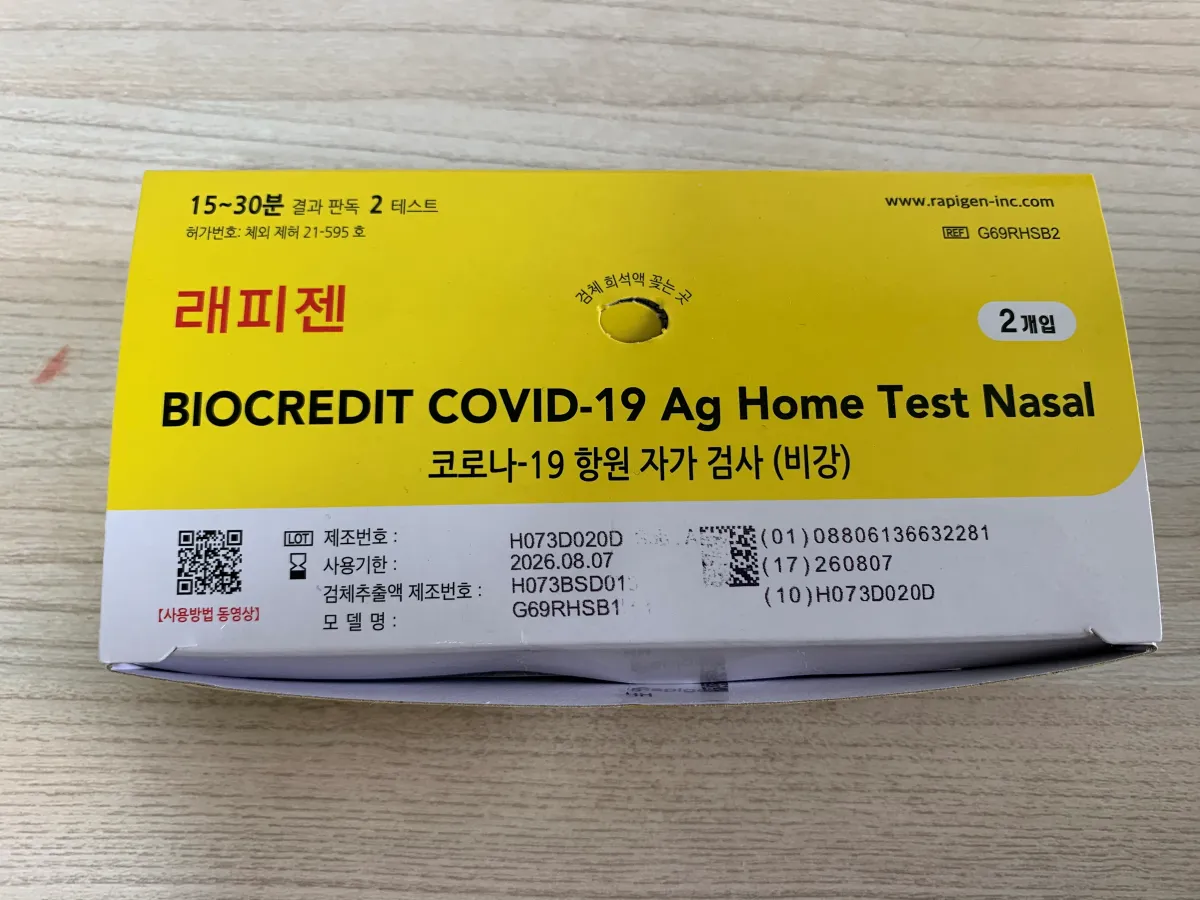 15~30분 결과 판독 2 테스트
허가번호: 체외 제허 21-595 호
www.rapigen-inc.com
REF G69RHSB2
래피젠
검체 희석액 꽂는 곳
2개입
BIOCREDIT COVID-19 Ag Home Test Nasal
코로나-19 항원 자가 검사 (비강)
[사용방법 동영상]
LOT 제조번호 : H073D020D
사용기한 : 2026.08.07
검체추출액 제조번호 : H073BSD01
모 델 명 : G69RHSB1
(01)08806136632281
(17)260807
(10)H073D020D